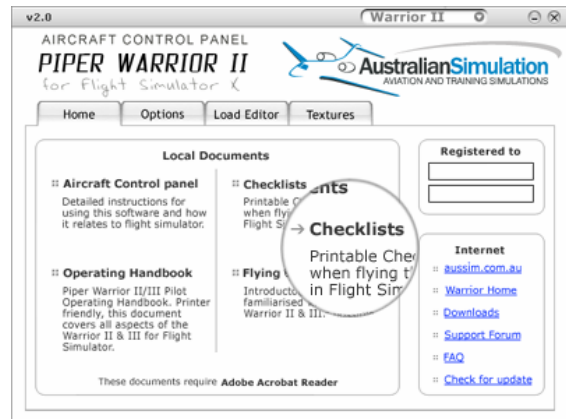 v2.0
Warrior II
AIRCRAFT CONTROL PANEL
PIPER WARRIOR II
for Flight Simulator X
AustralianSimulation
AVIATION AND TRAINING SIMULATIONS
Home
Options
Load Editor
Textures
Local Documents
Aircraft Control panel
Detailed instructions for
using this software and how
it relates to flight simulator.
Checklists
Printable
when
Flight
Checklists
Printable
when flying
in Flight
Operating Handbook
Piper Warrior II/III Pilot
Operating Handbook. Printer
friendly, this document
covers all aspects of the
Warrior II & III for Flight
Simulator.
Flying
familiarised
Warrior II & III.
These documents require Adobe Acrobat Reader
Registered to
Internet
aussim.com.au
Warrior Home
Downloads
Support Forum
FAQ
Check for update